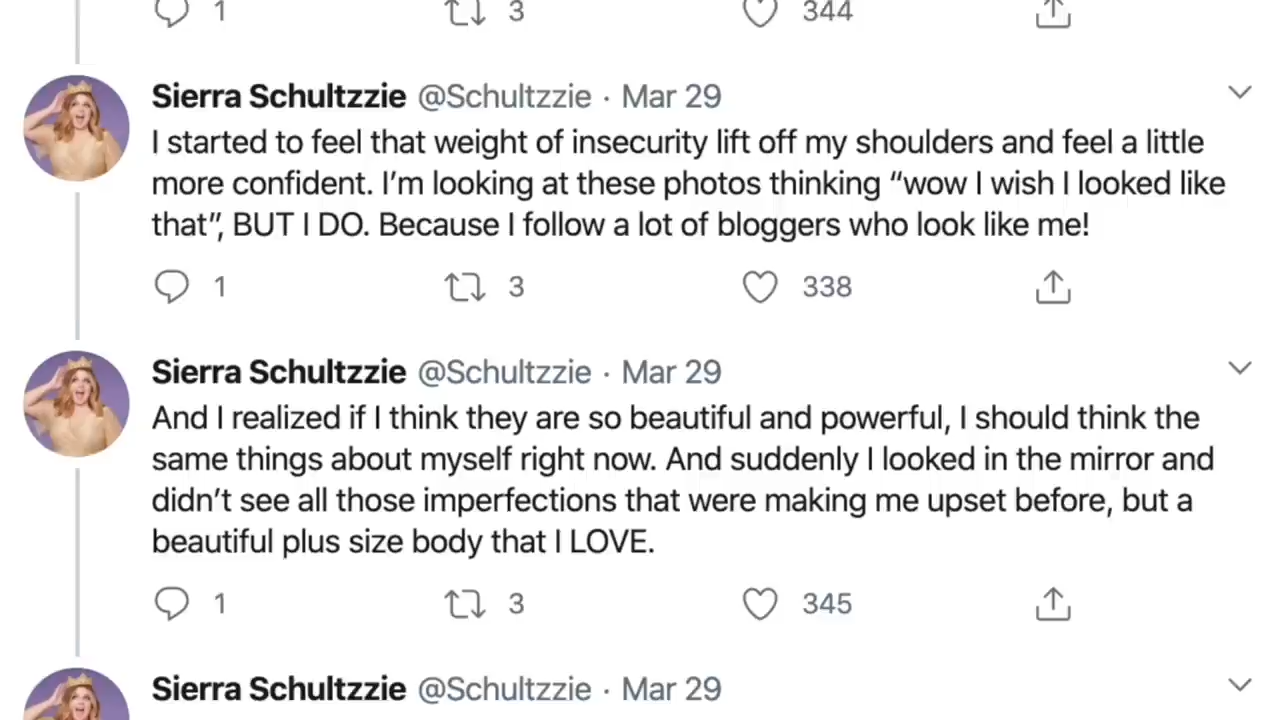 1 3 344
Sierra Schultzzie @Schultzzie · Mar 29
I started to feel that weight of insecurity lift off my shoulders and feel a little
more confident. I’m looking at these photos thinking “wow I wish I looked like
that”, BUT I DO. Because I follow a lot of bloggers who look like me!
1 3 338
Sierra Schultzzie @Schultzzie · Mar 29
And I realized if I think they are so beautiful and powerful, I should think the
same things about myself right now. And suddenly I looked in the mirror and
didn’t see all those imperfections that were making me upset before, but a
beautiful plus size body that I LOVE.
1 3 345
Sierra Schultzzie @Schultzzie · Mar 29